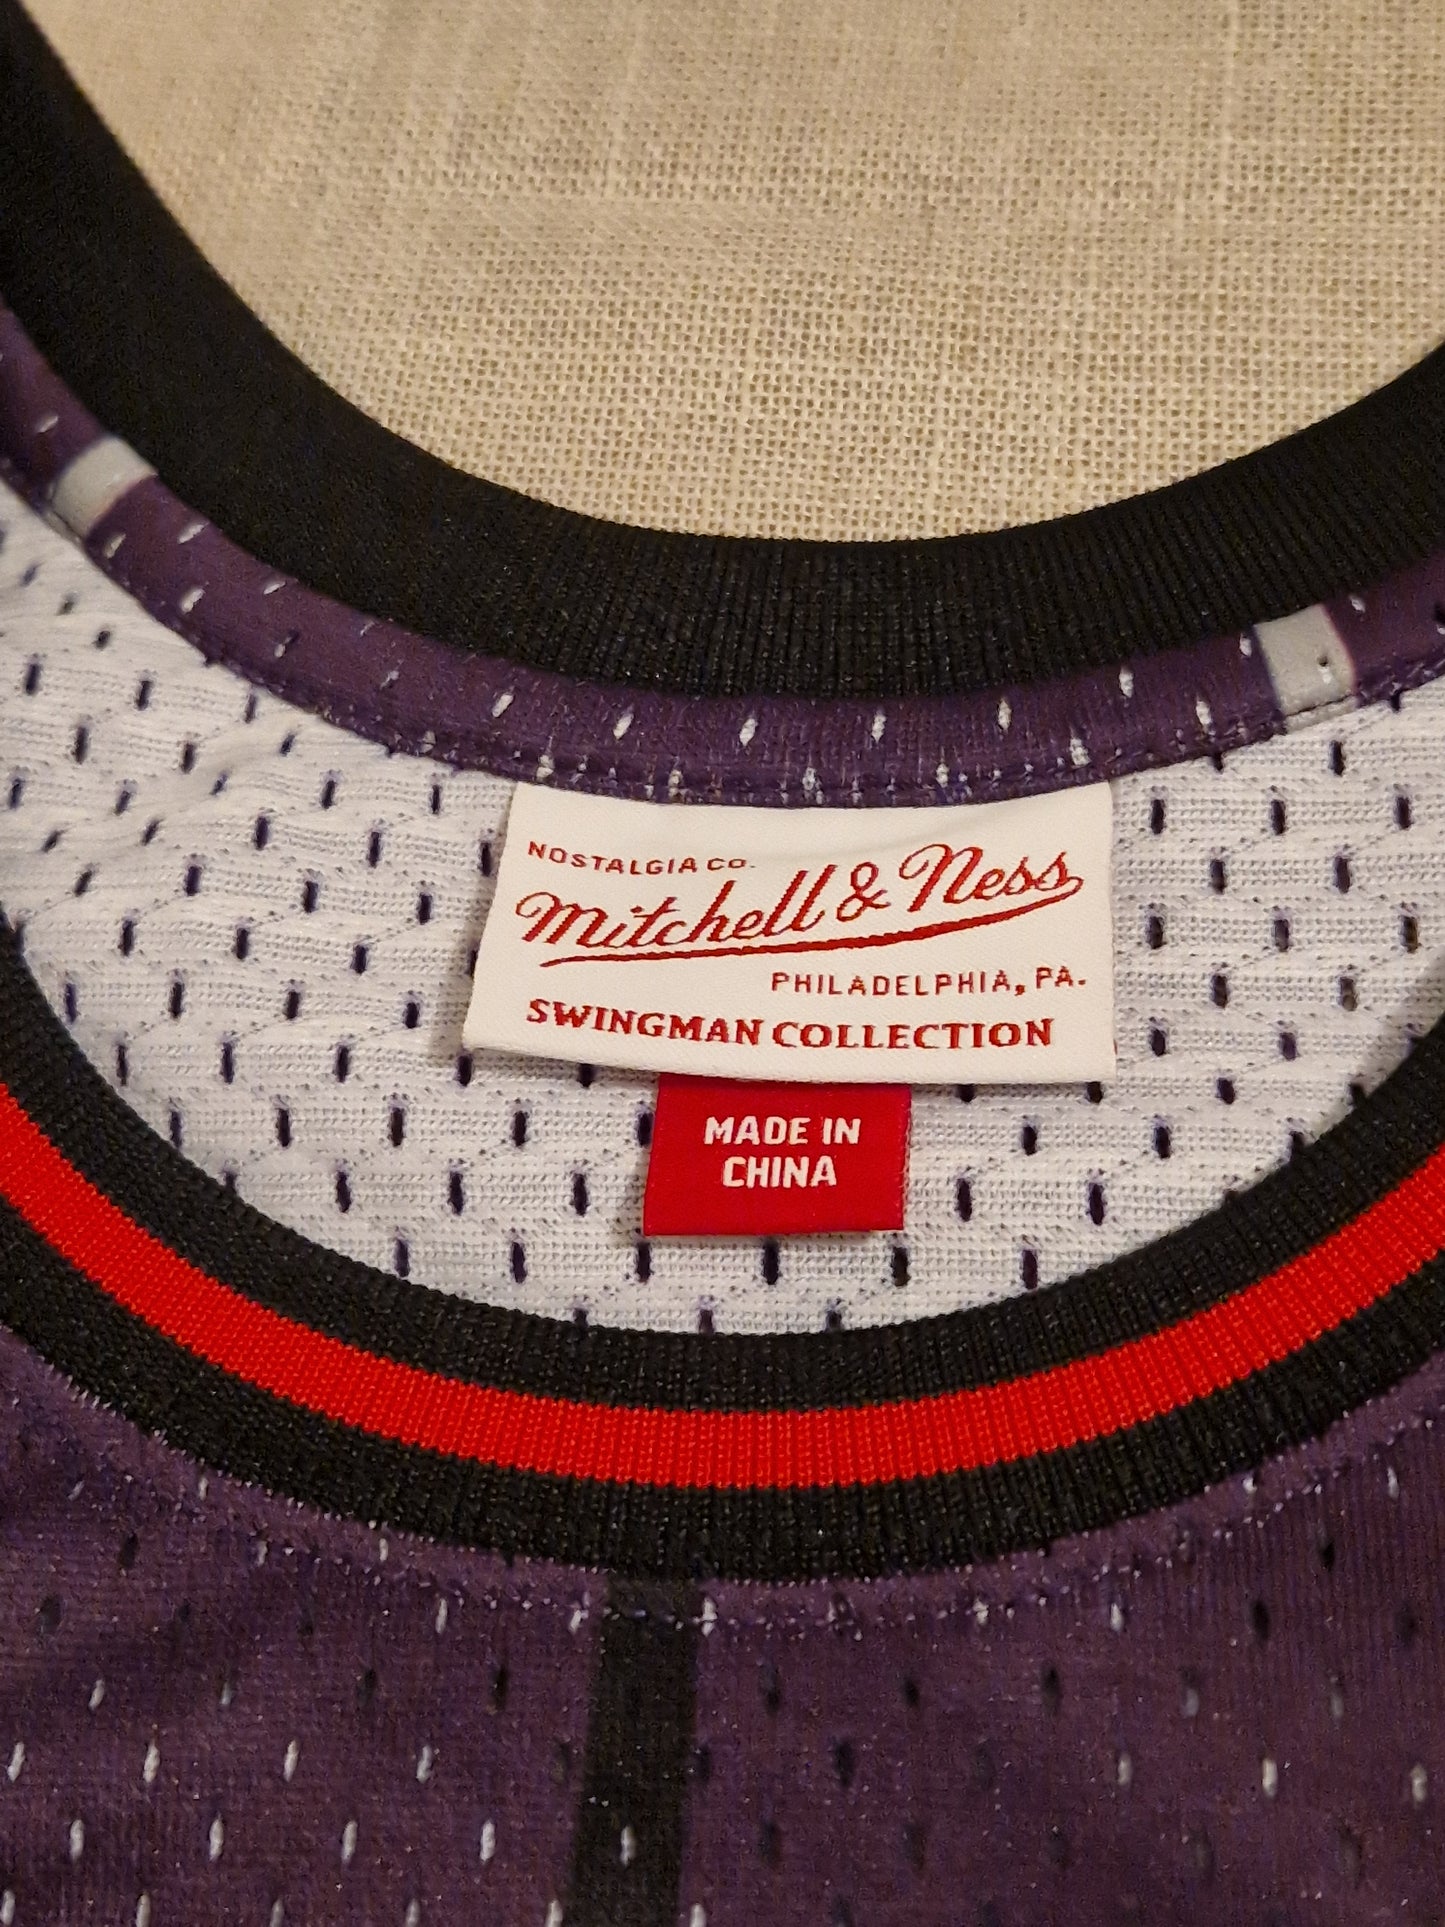 NOSTALGIA CO.
Mitchell & Ness
PHILADELPHIA, PA.
SWINGMAN COLLECTION
MADE IN
CHINA